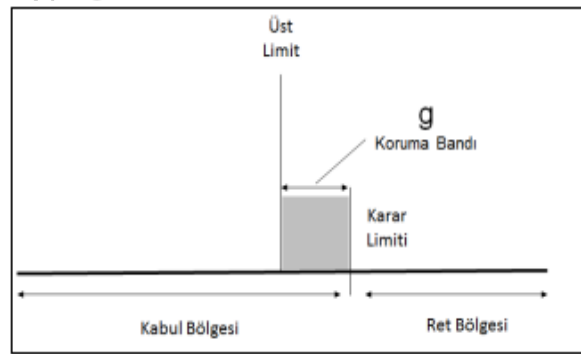 Üst
Limit
g
Koruma Bandı
Karar
Limiti
Kabul Bölgesi
Ret Bölgesi